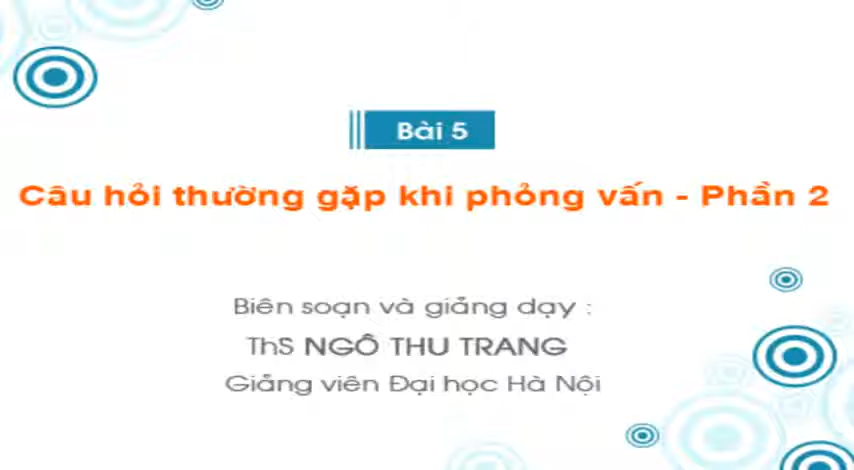 Bài 5
Câu hỏi thường gặp khi phỏng vấn - Phần 2
Biên soạn và giảng dạy :
ThS NGÔ THU TRANG
Giảng viên Đại học Hà Nội